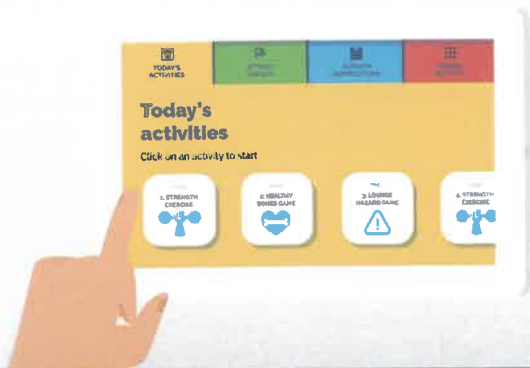 TODAY'S
ACTIVITIES
Today's
activities
Click on an activity to start
1. STRENGTH
EXERCISE
2. HEALTHY
BONES GAME
3. LOUNGE
HAZARD GAME
4. STRENGTH
EXERCISE